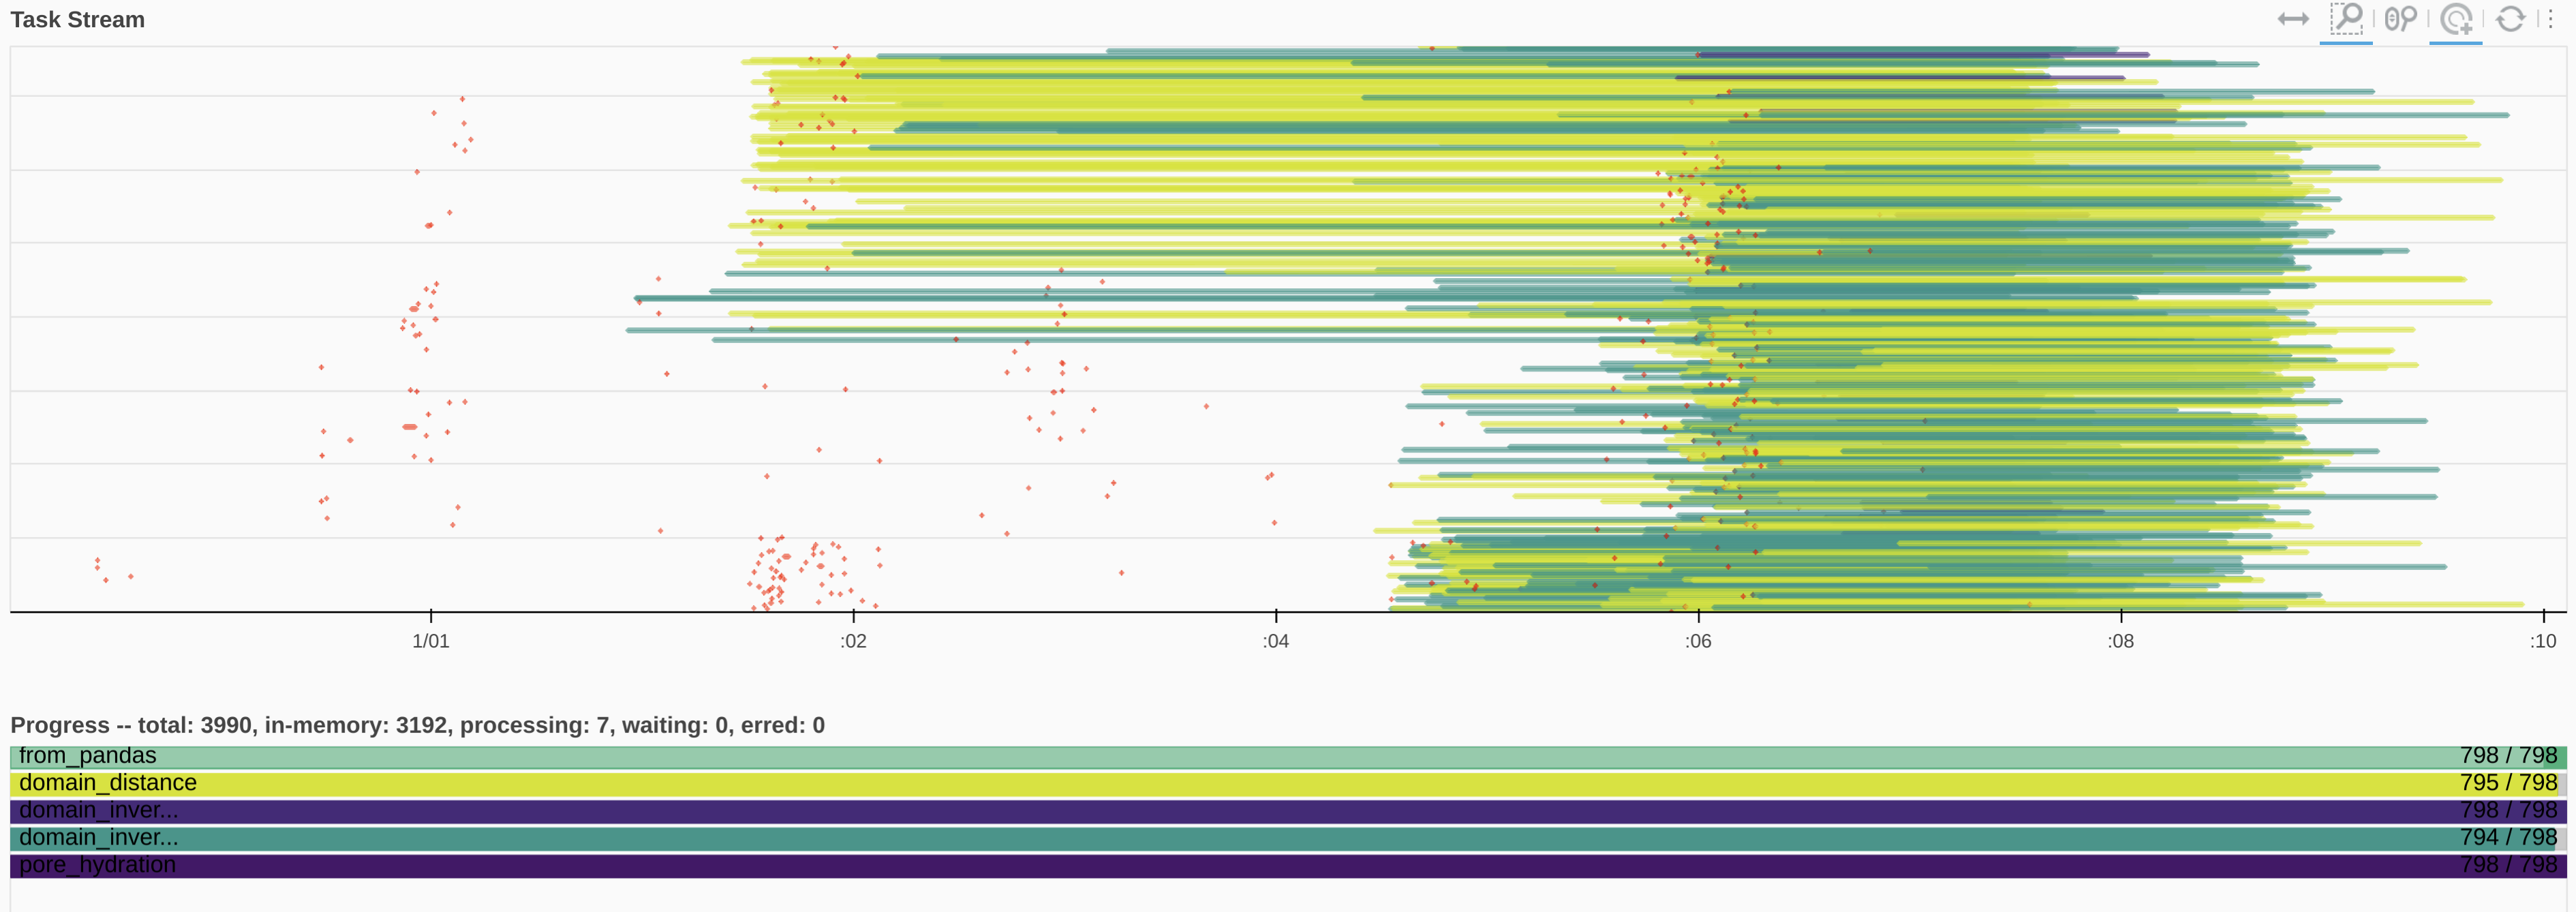 Task Stream
1/01 :02 :04 :06 :08 :10
Progress -- total: 3990, in-memory: 3192, processing: 7, waiting: 0, erred: 0
from_pandas 798 / 798
domain_distance 795 / 798
domain_inver... 798 / 798
domain_inver... 794 / 798
pore_hydration 798 / 798